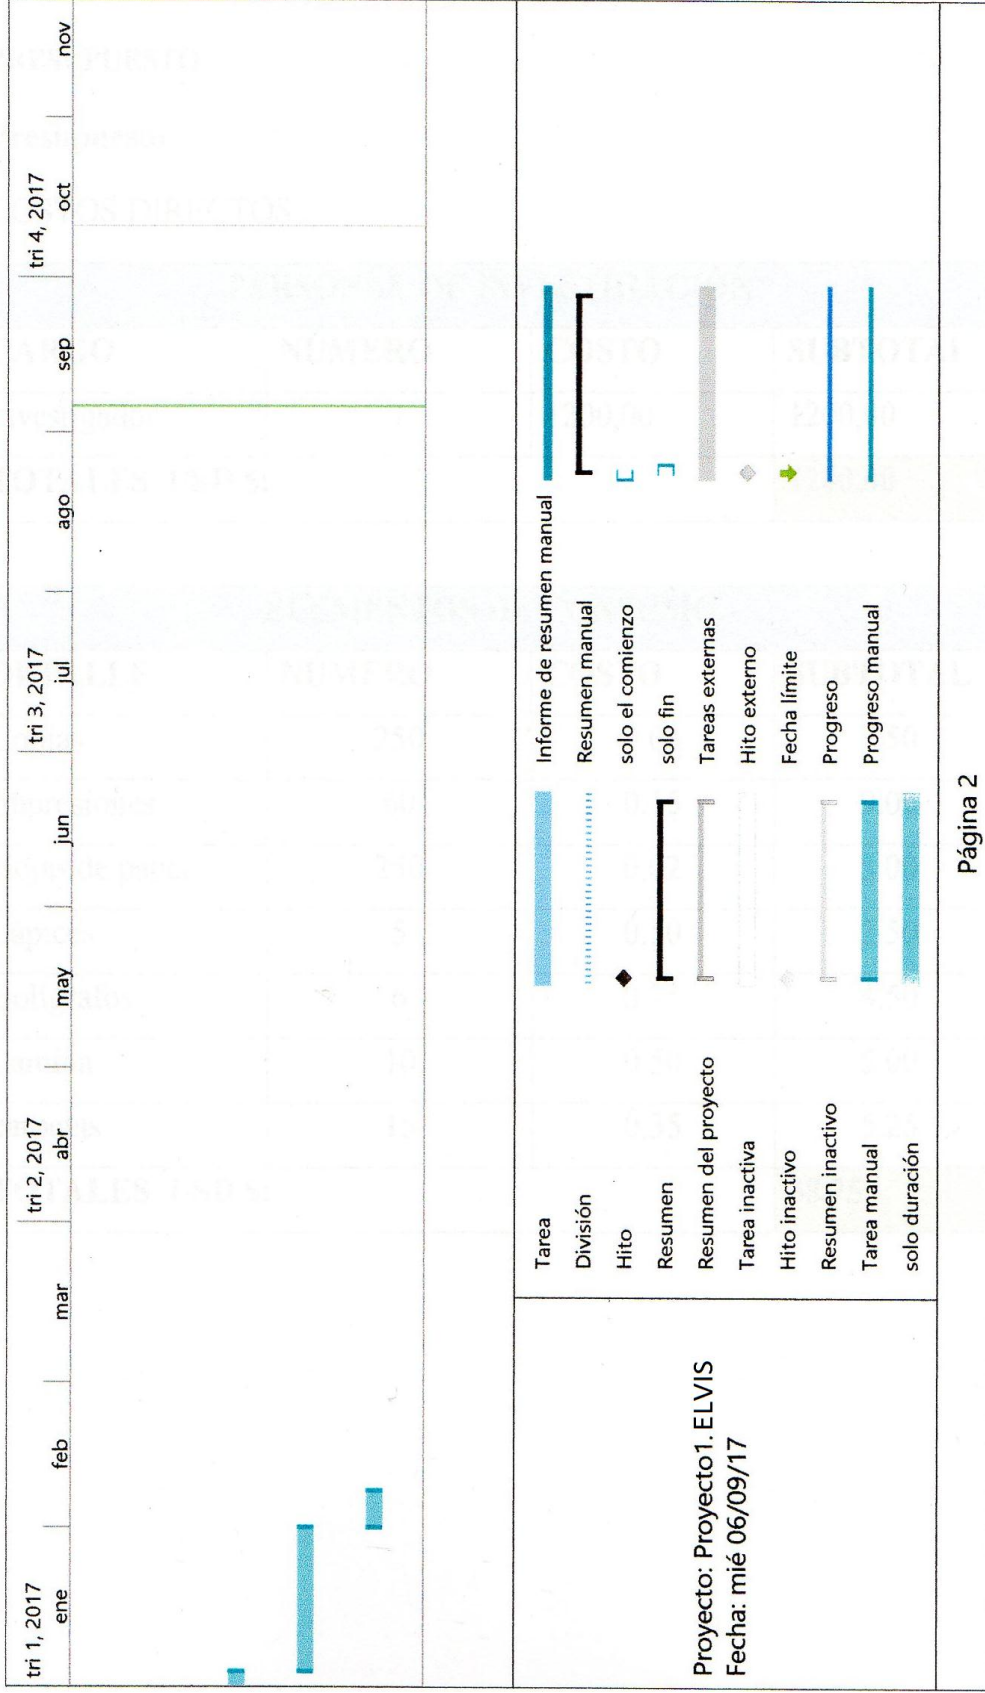 tri 1, 2017 tri 2, 2017 tri 3, 2017 tri 4, 2017
ene feb mar abr may jun jul ago sep oct nov
Proyecto: Proyecto1. ELVIS
Fecha: mié 06/09/17
Tarea
División
Hito
Resumen
Resumen del proyecto
Tarea inactiva
Hito inactivo
Resumen inactivo
Tarea manual
solo duración
Informe de resumen manual
Resumen manual
solo el comienzo
solo fin
Tareas externas
Hito externo
Fecha límite
Progreso
Progreso manual
Página 2